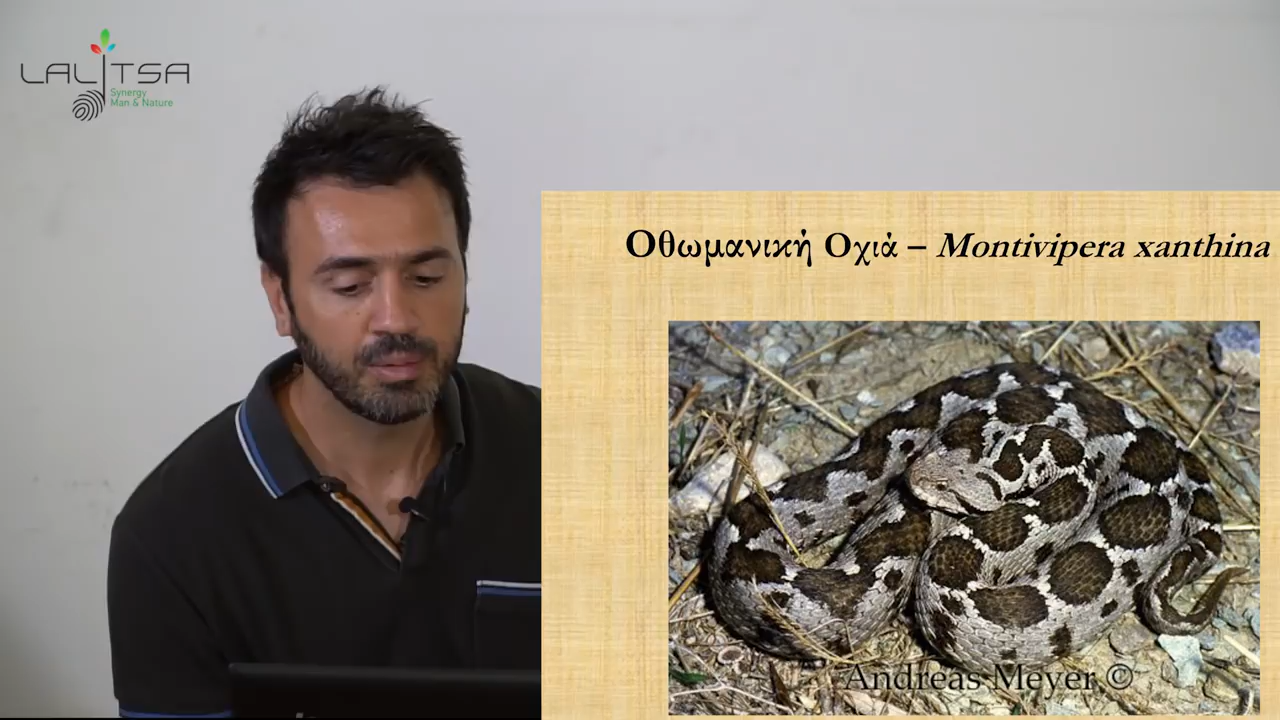 LALITSA
Synergy
Man & Nature
Οθωμανική Οχιά – Montivipera xanthina
Andreas Meyer ©